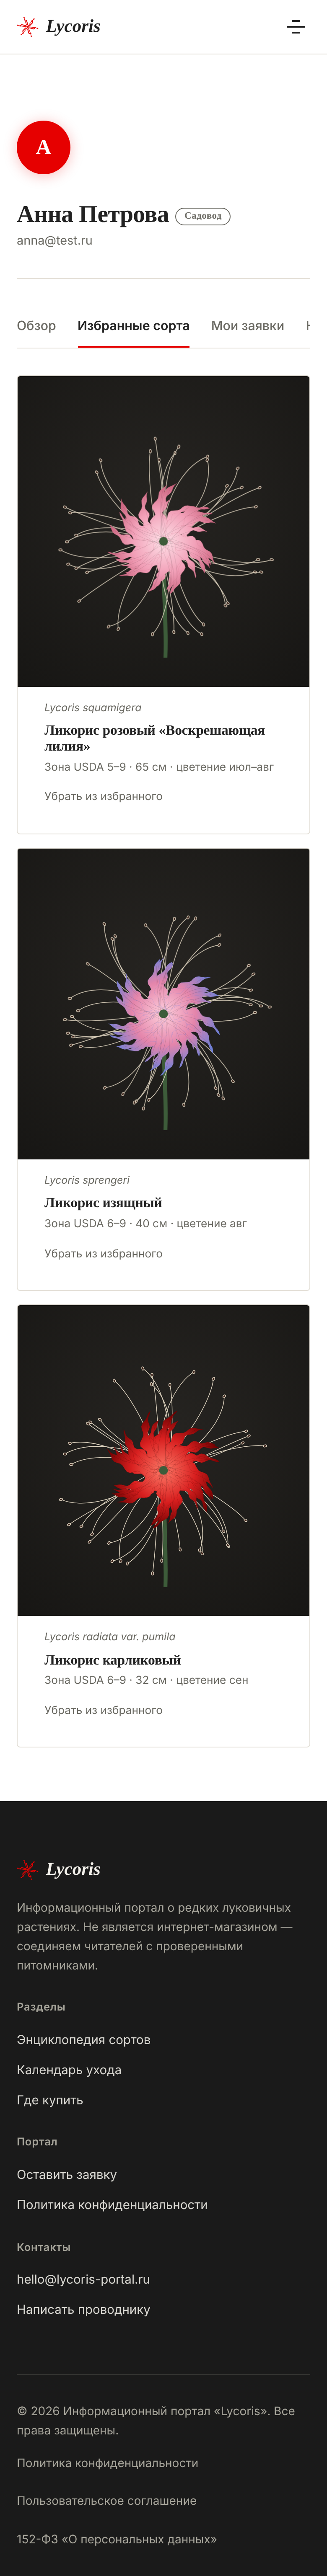 Lycoris
А
Анна Петрова Садовод
anna@test.ru
Обзор Избранные сорта Мои заявки
Lycoris squamigera
Ликорис розовый «Воскрешающая
лилия»
Зона USDA 5–9 · 65 см · цветение июл–авг
Убрать из избранного
Lycoris sprengeri
Ликорис изящный
Зона USDA 6–9 · 40 см · цветение авг
Убрать из избранного
Lycoris radiata var. pumila
Ликорис карликовый
Зона USDA 6–9 · 32 см · цветение сен
Убрать из избранного
Lycoris
Информационный портал о редких луковичных
растениях. Не является интернет-магазином —
соединяем читателей с проверенными
питомниками.
Разделы
Энциклопедия сортов
Календарь ухода
Где купить
Портал
Оставить заявку
Политика конфиденциальности
Контакты
hello@lycoris-portal.ru
Написать проводнику
© 2026 Информационный портал «Lycoris». Все
права защищены.
Политика конфиденциальности
Пользовательское соглашение
152-ФЗ «О персональных данных»